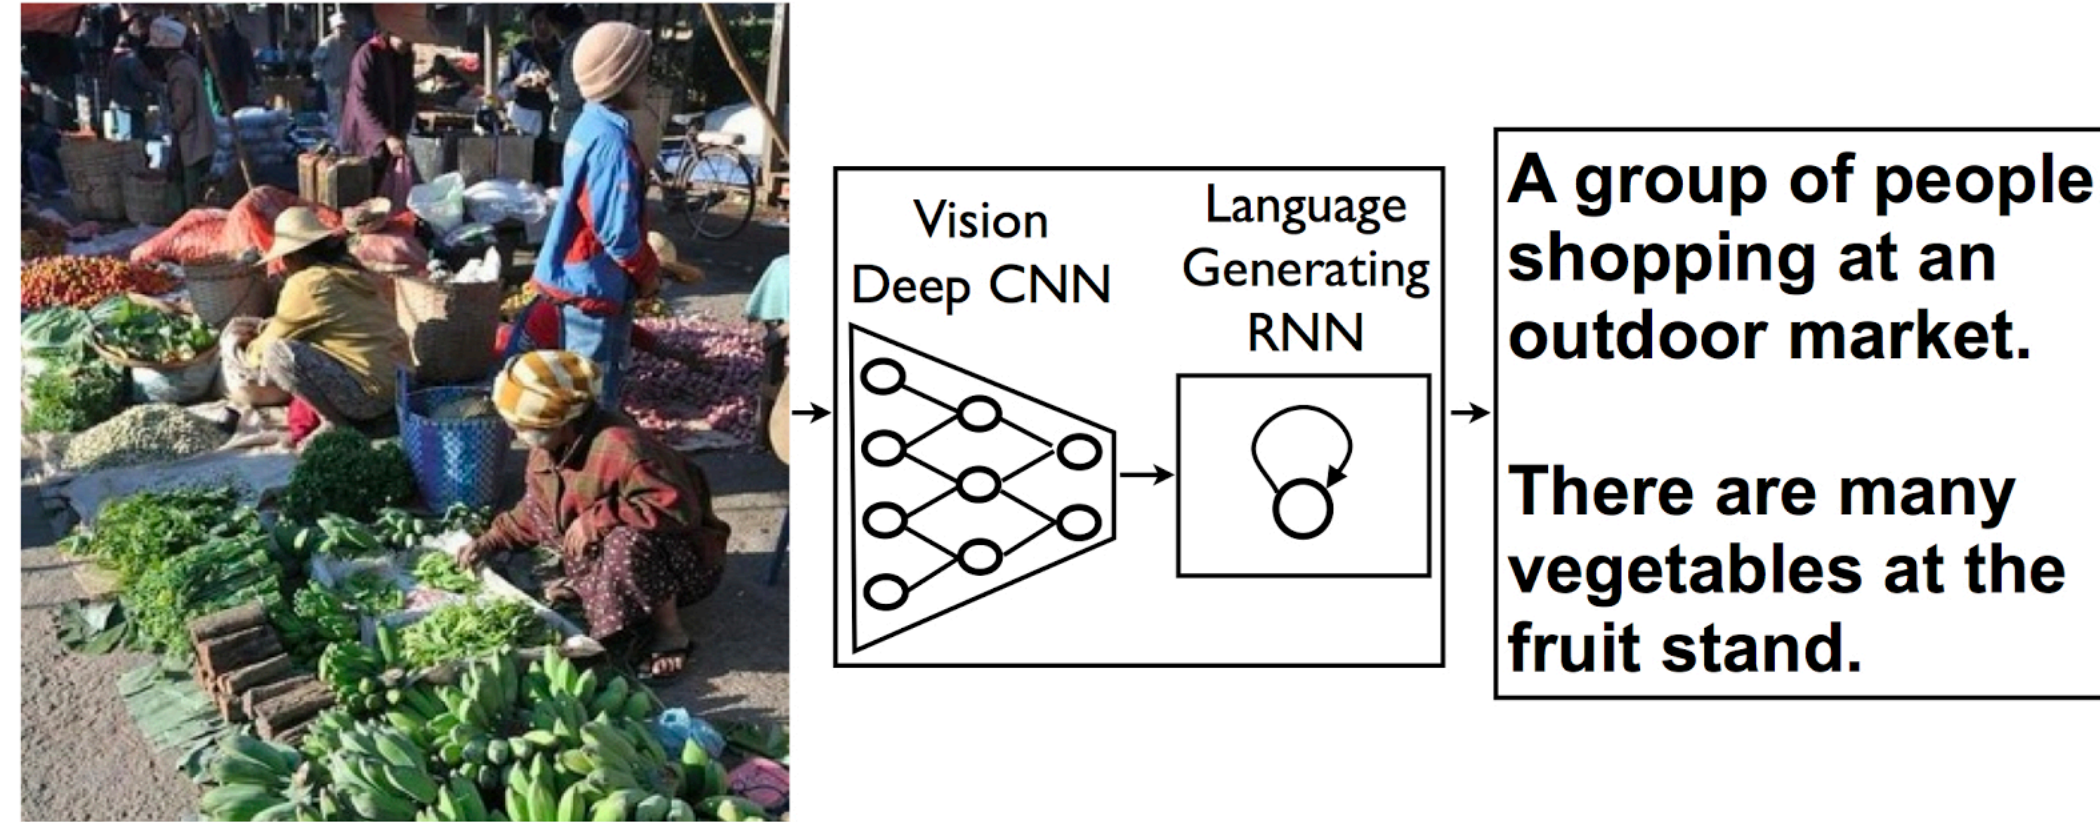 Vision
Deep CNN
Language
Generating
RNN
A group of people
shopping at an
outdoor market.
There are many
vegetables at the
fruit stand.